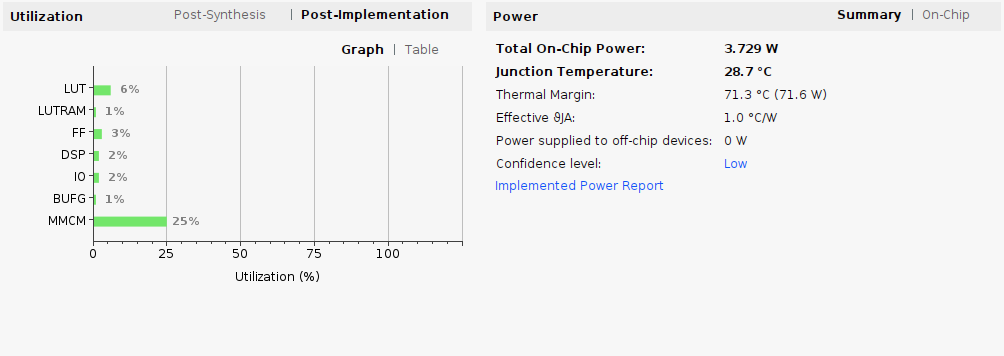 Utilization Post-Synthesis | Post-Implementation
Graph | Table
LUT 6%
LUTRAM 1%
FF 3%
DSP 2%
IO 2%
BUFG 1%
MMCM 25%
0 25 50 75 100
Utilization (%)
Power Summary | On-Chip
Total On-Chip Power: 3.729 W
Junction Temperature: 28.7 °C
Thermal Margin: 71.3 °C (71.6 W)
Effective ϑJA: 1.0 °C/W
Power supplied to off-chip devices: 0 W
Confidence level: Low
Implemented Power Report